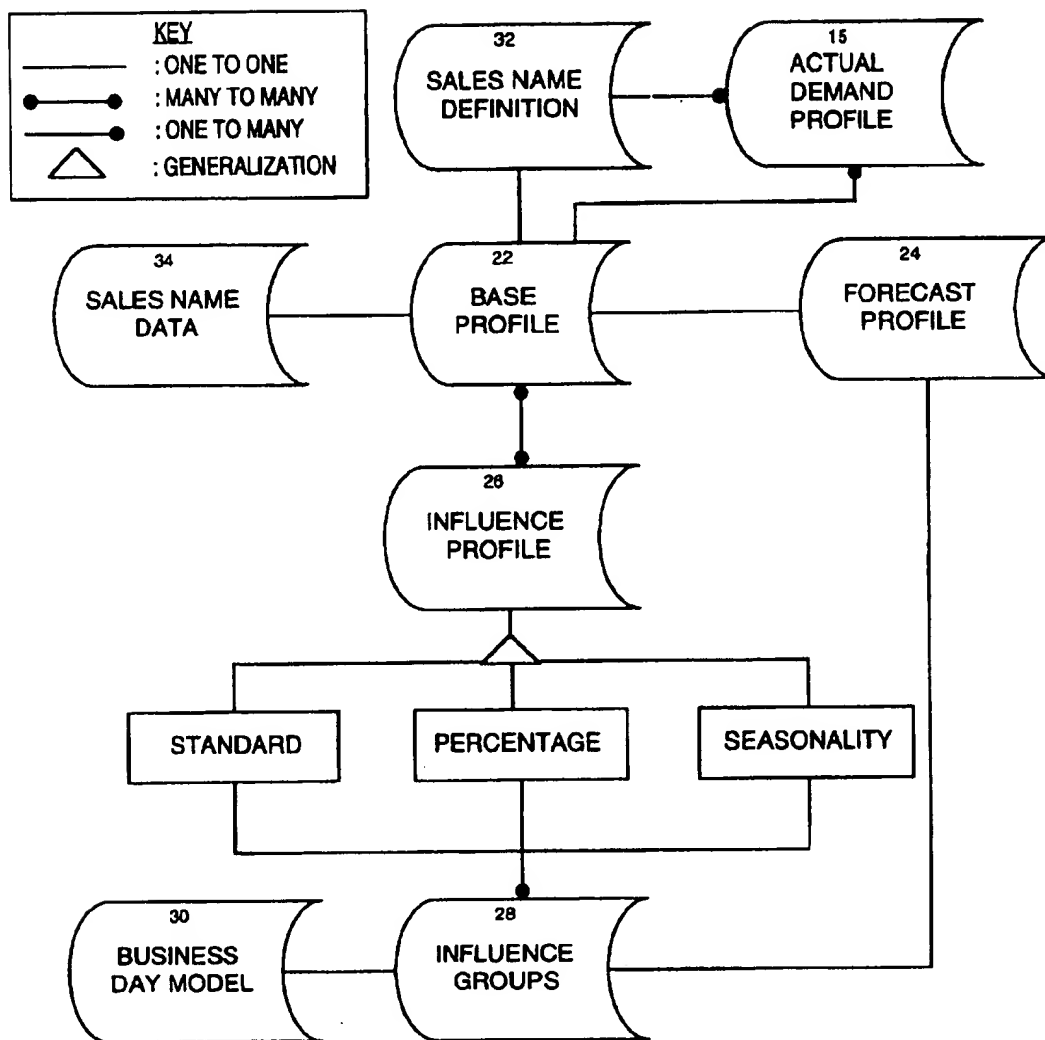 KEY
: ONE TO ONE
: MANY TO MANY
: ONE TO MANY
: GENERALIZATION
32
SALES NAME
DEFINITION
15
ACTUAL
DEMAND
PROFILE
34
SALES NAME
DATA
22
BASE
PROFILE
24
FORECAST
PROFILE
26
INFLUENCE
PROFILE
STANDARD
PERCENTAGE
SEASONALITY
30
BUSINESS
DAY MODEL
28
INFLUENCE
GROUPS